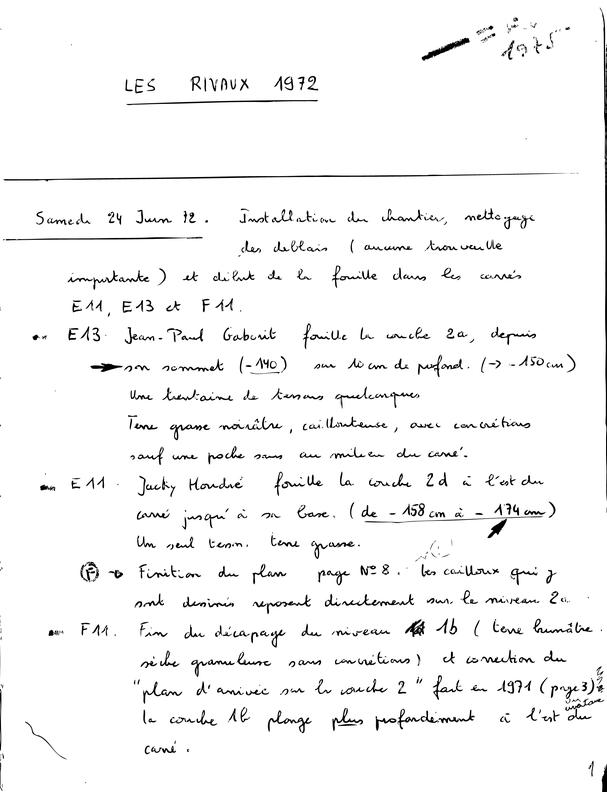 1975
LES RIVAUX 1972
Samedi 24 Juin 72. Installation du chantier, nettoyage
des deblais (aucune trouvaille
importante) et début de la fouille dans les carrés
E11, E13 et F11.
E13. Jean-Paul Gaborit fouille la couche 2a, depuis
son sommet (-140) sur 10 cm de profond. (→ -150cm)
Une trentaine de tessons quelconques
Terre grasse noirâtre, caillouteuse, avec concrétions
sauf une poche sans au milieu du carré.
E11. Jacky Houdré fouille la couche 2d à l'est du
carré jusqu'à sa base. (de -158 cm à -174 cm)
Un seul tesson. terre grasse.
(F) → Finition du plan page N° 8. les cailloux qui y
sont dessinés reposent directement sur le niveau 2a.
F11. Fin du décapage du niveau 1b (terre humâtre
sèche granuleuse sans concrétions) et correction du
"plan d'arrivée sur la couche 2" fait en 1971 (page 3)
la couche 1b plonge plus profondément à l'est du
carré.
1